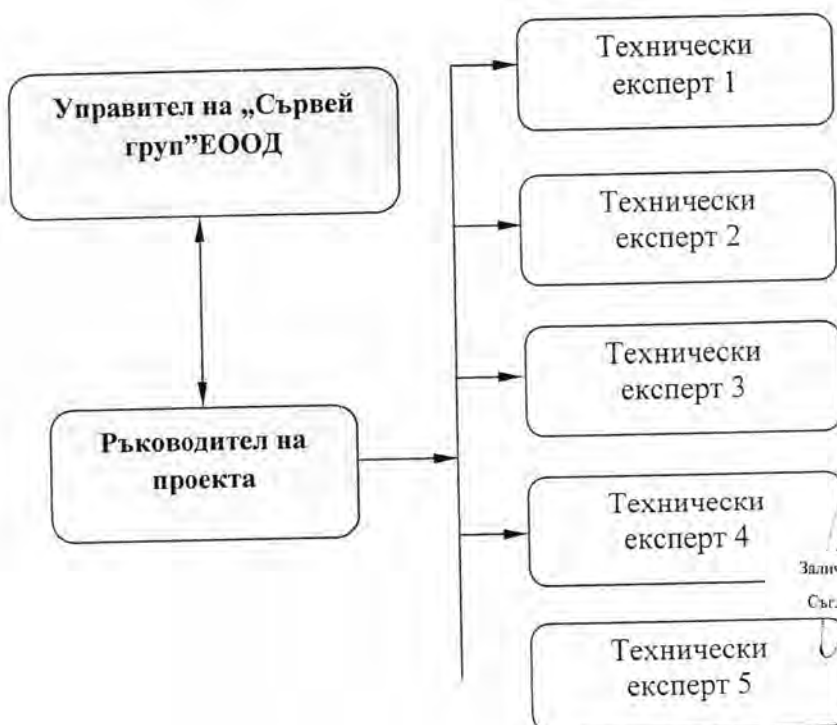 Управител на „Сървей
груп”ЕООД
Ръководител на
проекта
Технически
експерт 1
Технически
експерт 2
Технически
експерт 3
Технически
експерт 4
Технически
експерт 5